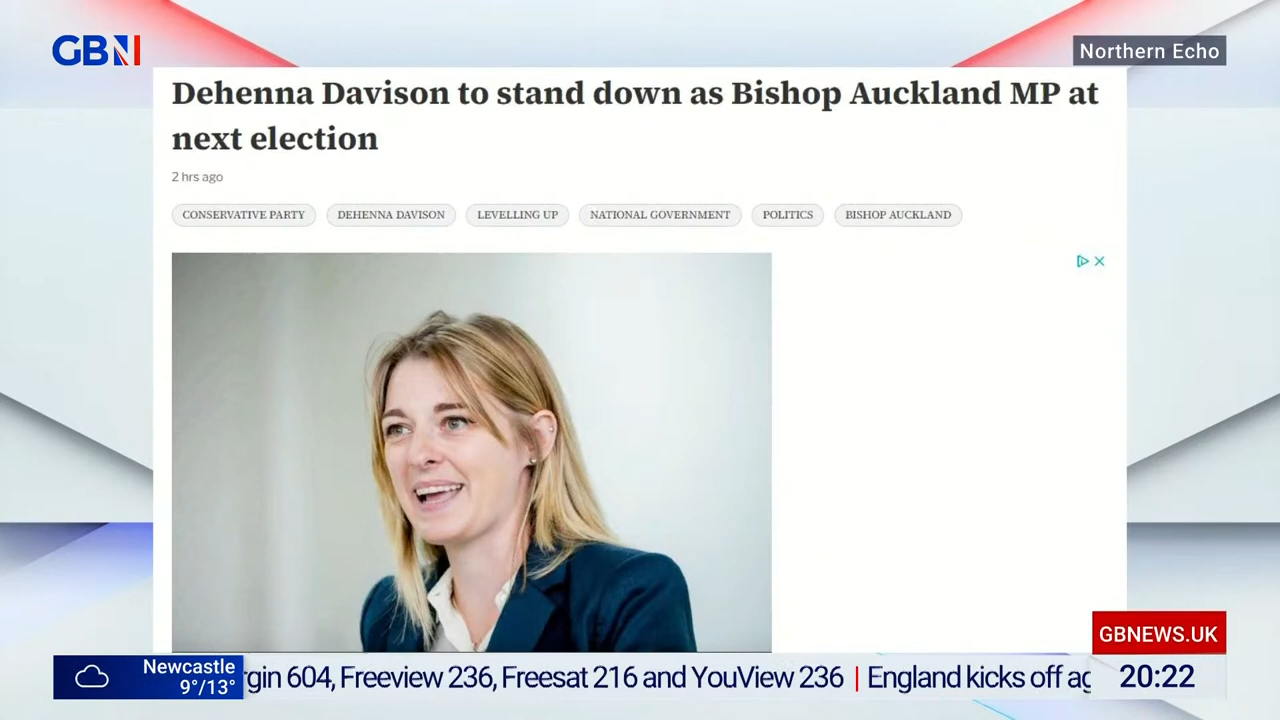 GBN
Northern Echo
Dehenna Davison to stand down as Bishop Auckland MP at
next election
2 hrs ago
CONSERVATIVE PARTY DEHENNA DAVISON LEVELLING UP NATIONAL GOVERNMENT POLITICS BISHOP AUCKLAND
GBNEWS.UK
Newcastle
9°/13°
rgin 604, Freeview 236, Freesat 216 and YouView 236 | England kicks off ag
20:22